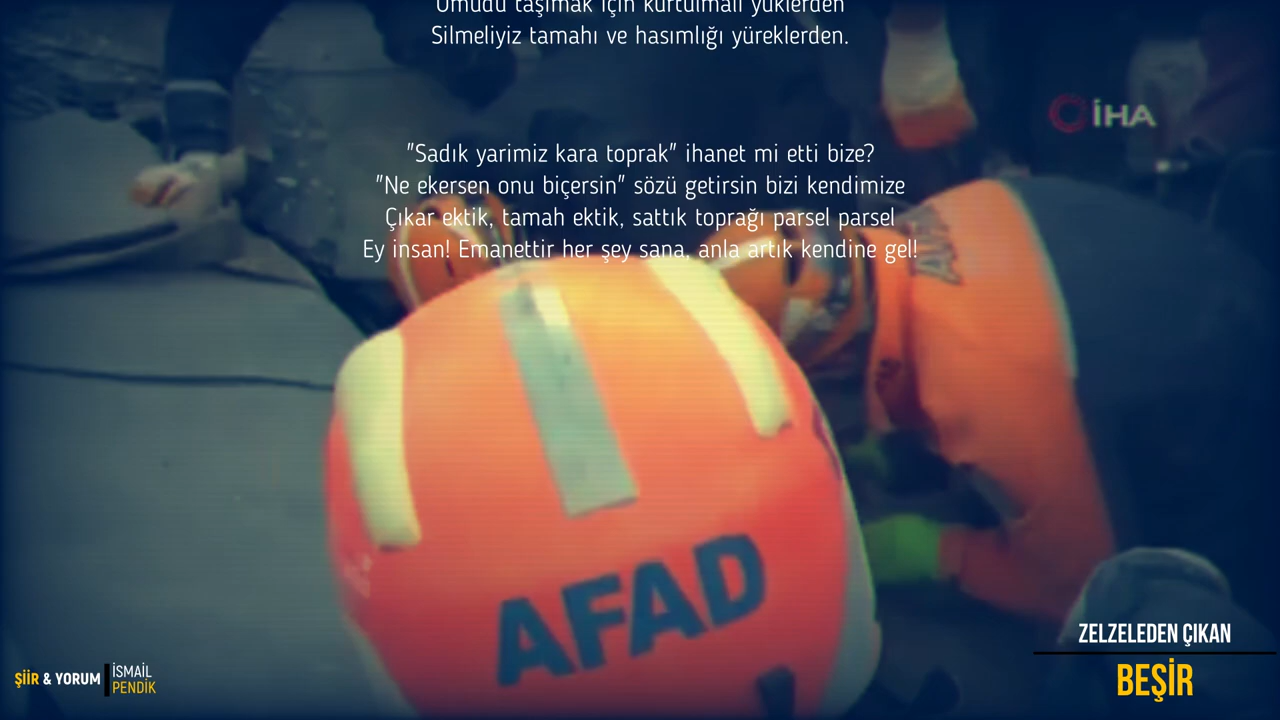 Umudu taşımak için kurtulmalı yüklerden
Silmeliyiz tamahı ve hasımlığı yüreklerden.
İHA
"Sadık yarimiz kara toprak" ihanet mi etti bize?
"Ne ekersen onu biçersin" sözü getirsin bizi kendimize
Çıkar ektik, tamah ektik, sattık toprağı parsel parsel
Ey insan! Emanettir her şey sana, anla artık kendine gel!
AFAD
ZELZELEDEN ÇIKAN
BEŞİR
ŞİİR & YORUM
İSMAİL
PENDİK